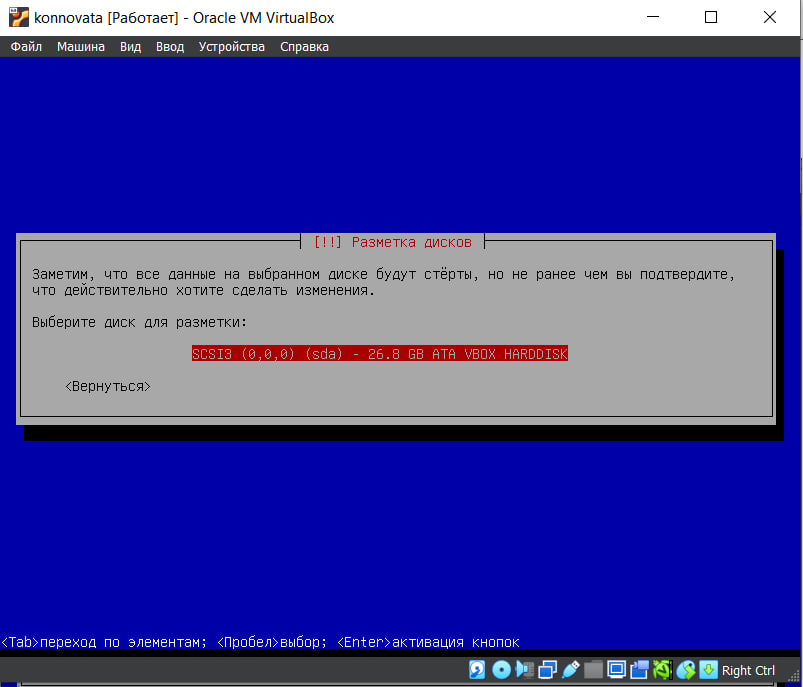 konnovata [Работает] - Oracle VM VirtualBox
Файл Машина Вид Ввод Устройства Справка
[!!] Разметка дисков
Заметим, что все данные на выбранном диске будут стёрты, но не ранее чем вы подтвердите,
что действительно хотите сделать изменения.
Выберите диск для разметки:
SCSI3 (0,0,0) (sda) - 26.8 GB ATA VBOX HARDDISK
<Вернуться>
<Tab>переход по элементам; <Пробел>выбор; <Enter>активация кнопок
Right Ctrl